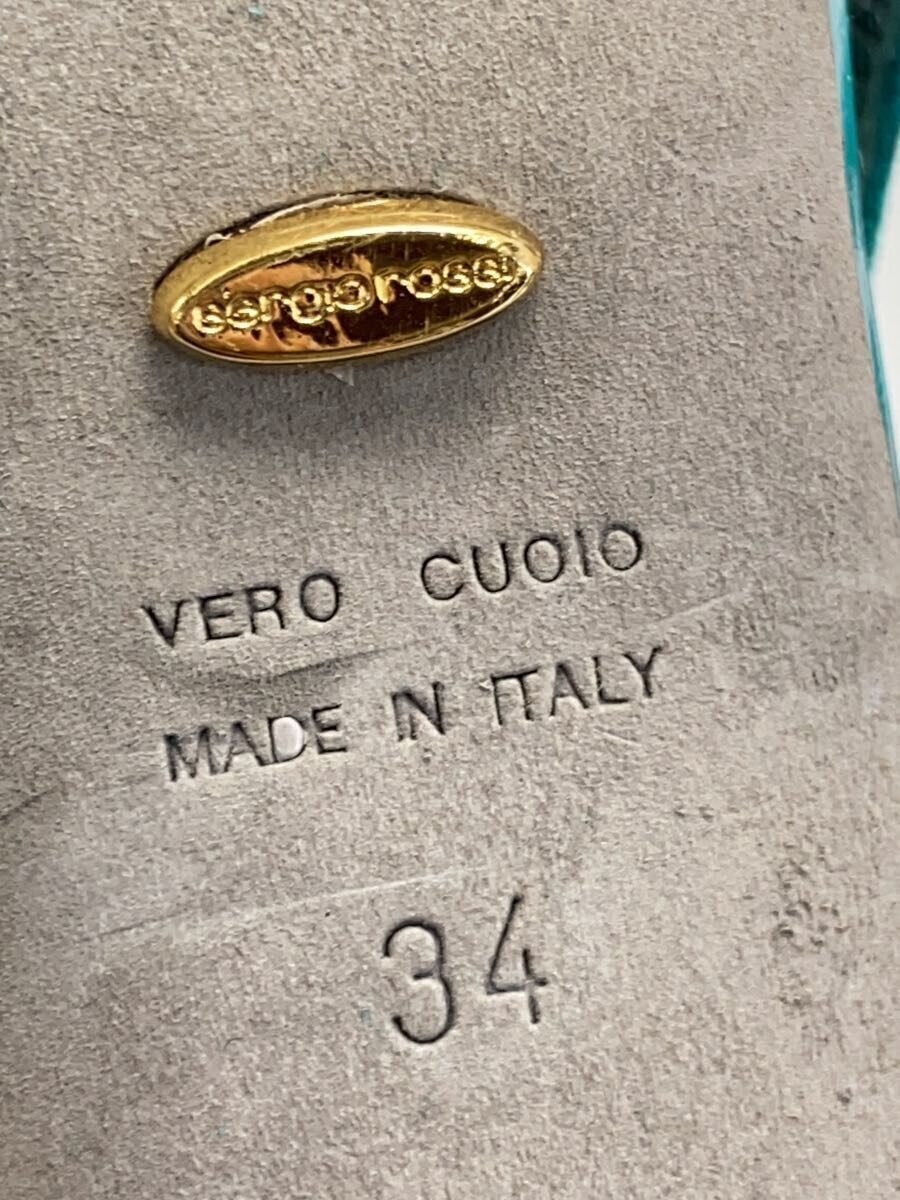 sergio rossi
VERO CUOIO
MADE IN ITALY
34